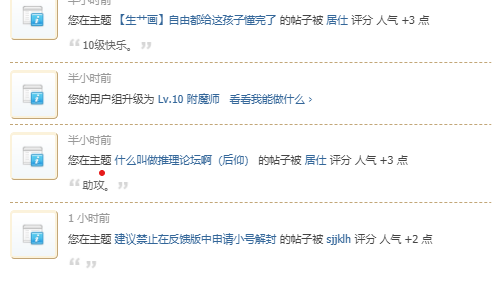 半小时前
您在主题 【生艹画】自由都给这孩子懂完了 的帖子被 居仕 评分 人气 +3 点
10级快乐。
半小时前
您的用户组升级为 Lv.10 附魔师 看看我能做什么 ›
半小时前
您在主题 什么叫做推理论坛啊（后仰） 的帖子被 居仕 评分 人气 +3 点
助攻。
1 小时前
您在主题 建议禁止在反馈版中申请小号解封 的帖子被 sjjklh 评分 人气 +2 点